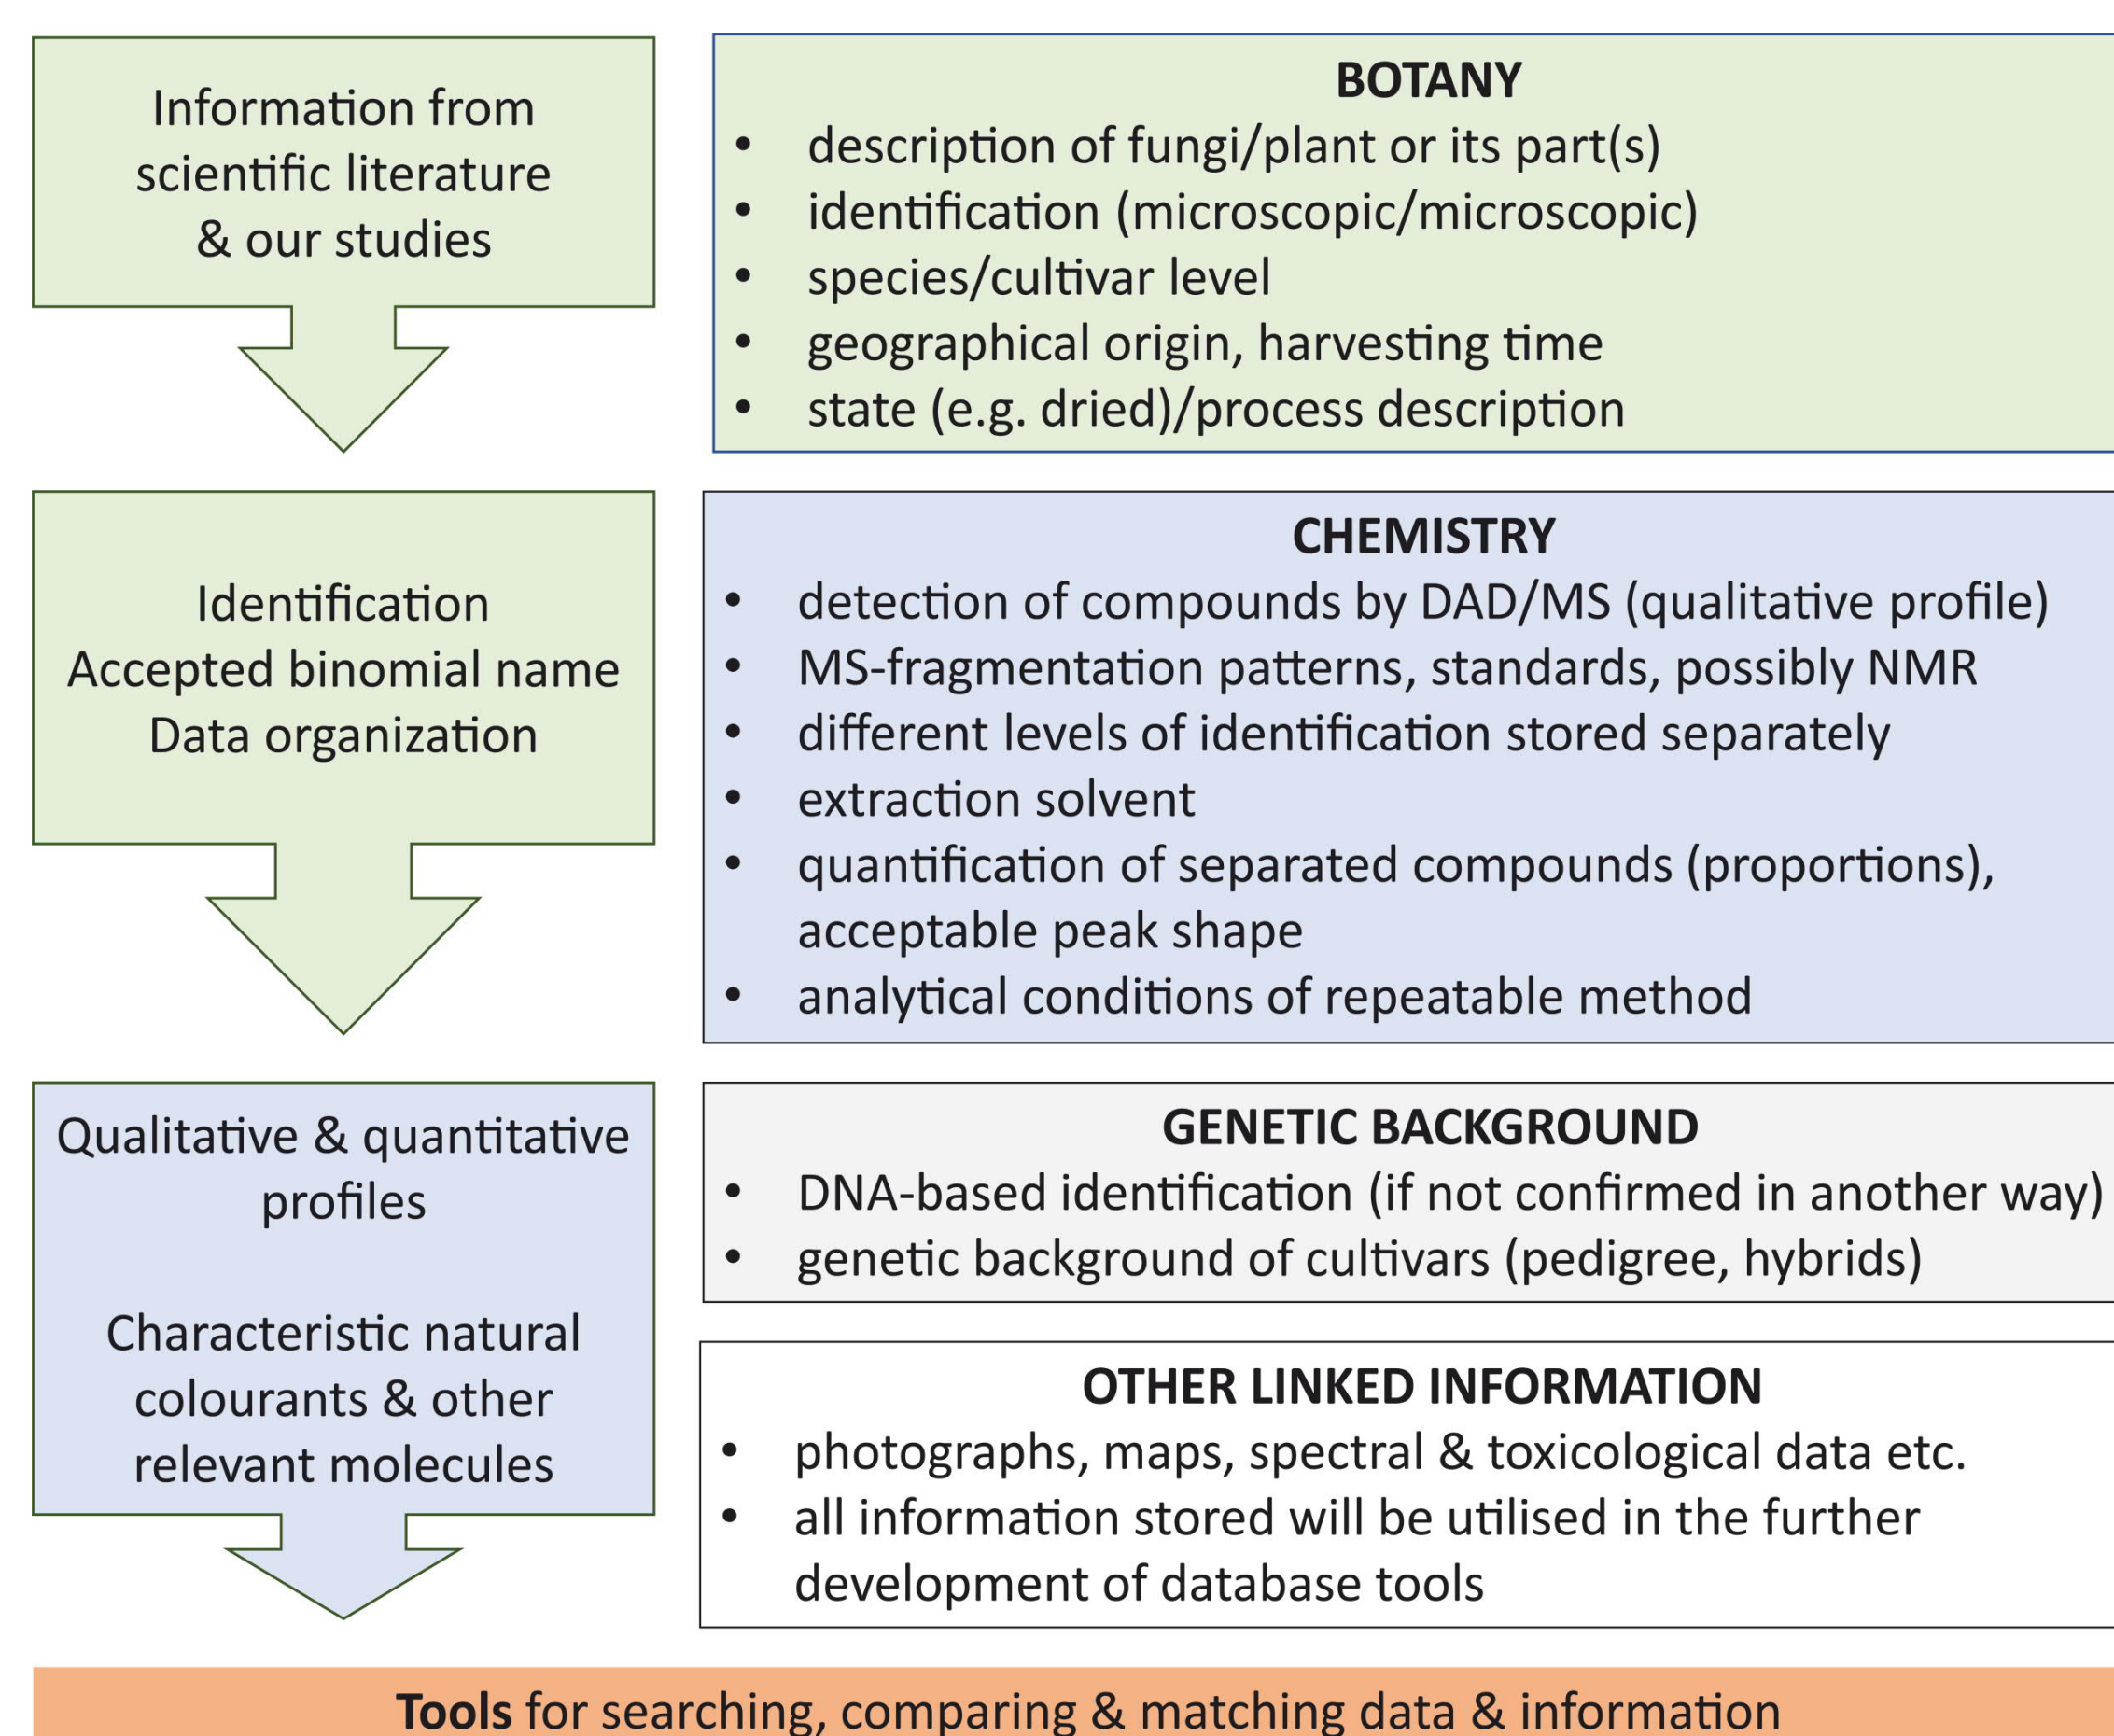 Information from
scientific literature
& our studies
BOTANY
• description of fungi/plant or its part(s)
• identification (microscopic/microscopic)
• species/cultivar level
• geographical origin, harvesting time
• state (e.g. dried)/process description
Identification
Accepted binomial name
Data organization
CHEMISTRY
• detection of compounds by DAD/MS (qualitative profile)
• MS-fragmentation patterns, standards, possibly NMR
• different levels of identification stored separately
• extraction solvent
• quantification of separated compounds (proportions),
acceptable peak shape
• analytical conditions of repeatable method
Qualitative & quantitative
profiles
Characteristic natural
colourants & other
relevant molecules
GENETIC BACKGROUND
• DNA-based identification (if not confirmed in another way)
• genetic background of cultivars (pedigree, hybrids)
OTHER LINKED INFORMATION
• photographs, maps, spectral & toxicological data etc.
• all information stored will be utilised in the further
development of database tools
Tools for searching, comparing & matching data & information